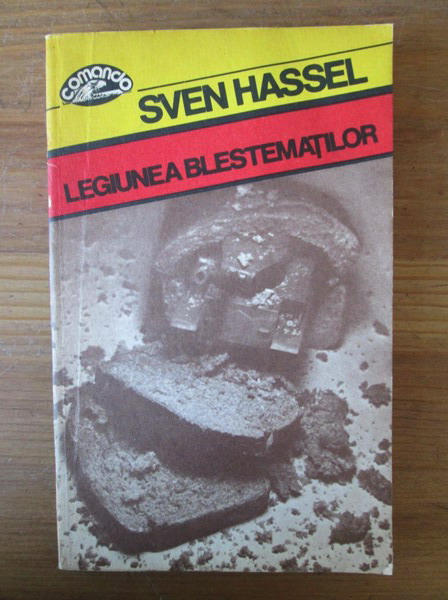 comando
SVEN HASSEL
LEGIUNEA BLESTEMAȚILOR